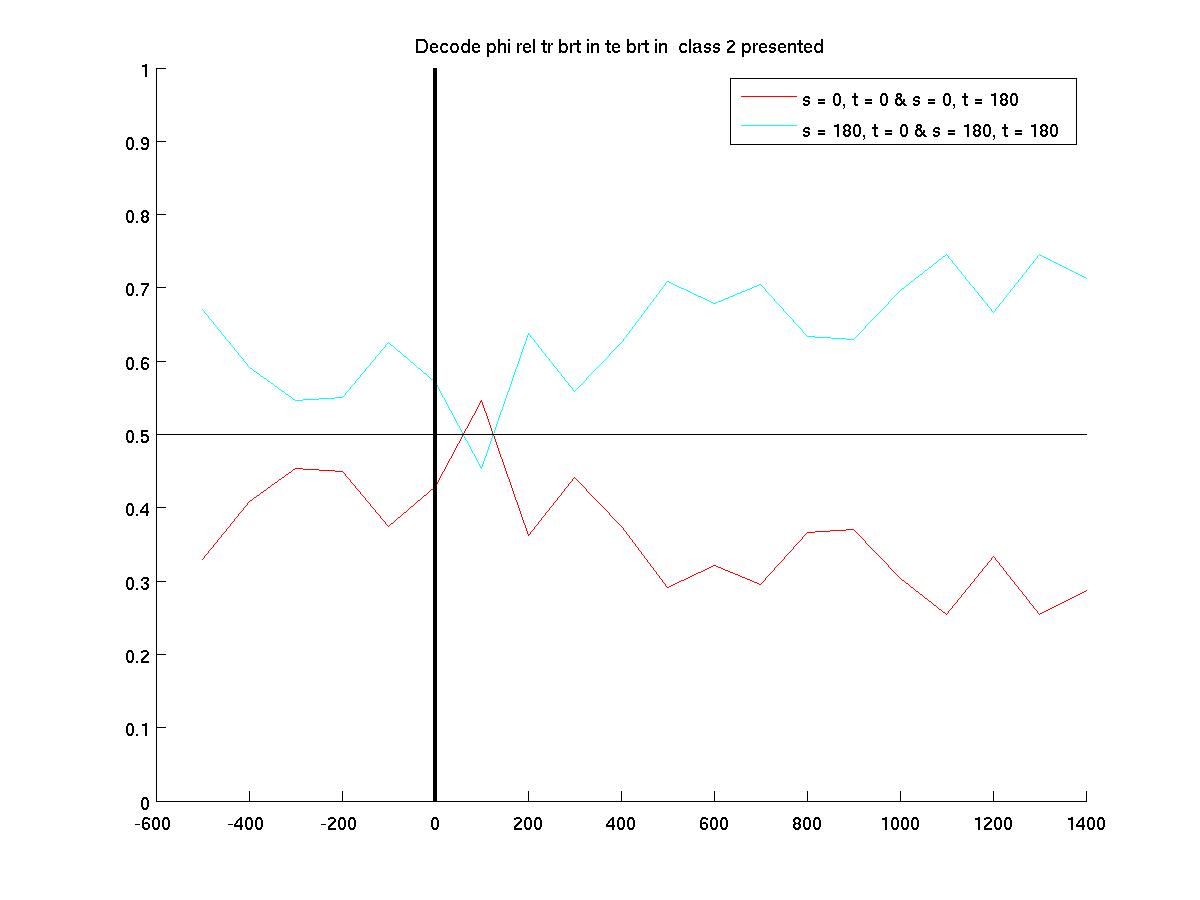 Decode phi rel tr brt in te brt in  class 2 presented
s = 0, t = 0 & s = 0, t = 180
s = 180, t = 0 & s = 180, t = 180
1
0.9
0.8
0.7
0.6
0.5
0.4
0.3
0.2
0.1
0
-600 -400 -200 0 200 400 600 800 1000 1200 1400